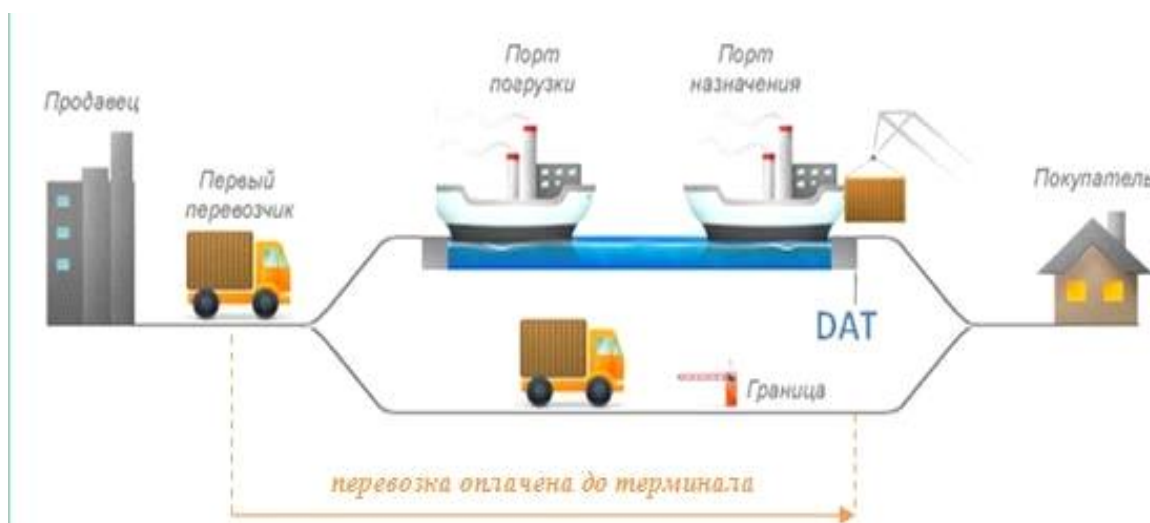 Порт
погрузки
Порт
назначения
Продавец
Первый
перевозчик
Покупатель
DAT
Граница
перевозка оплачена до терминала